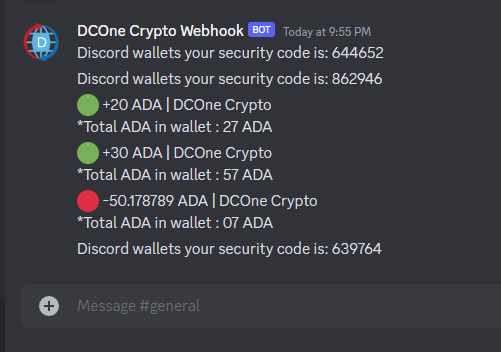 DCOne Crypto Webhook BOT Today at 9:55 PM
Discord wallets your security code is: 644652
Discord wallets your security code is: 862946
+20 ADA | DCOne Crypto
*Total ADA in wallet : 27 ADA
+30 ADA | DCOne Crypto
*Total ADA in wallet : 57 ADA
-50.178789 ADA | DCOne Crypto
*Total ADA in wallet : 07 ADA
Discord wallets your security code is: 639764
Message #general